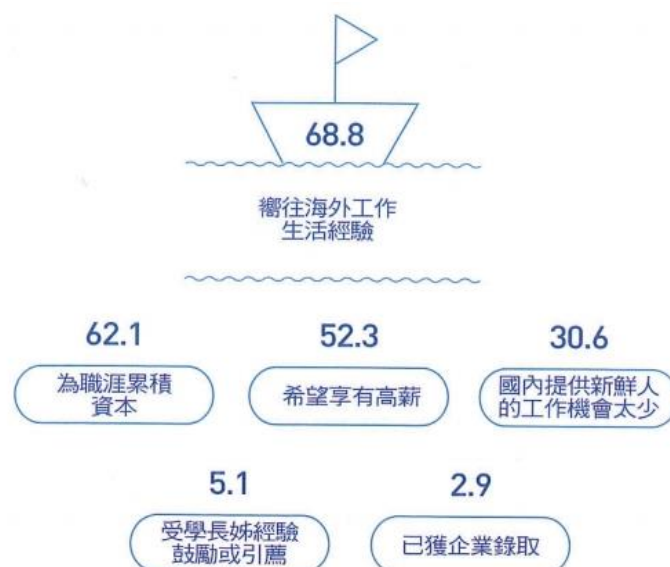 68.8
嚮往海外工作
生活經驗
62.1
52.3
30.6
為職涯累積
資本
希望享有高薪
國內提供新鮮人
的工作機會太少
5.1
2.9
受學長姊經驗
鼓勵或引薦
已獲企業錄取